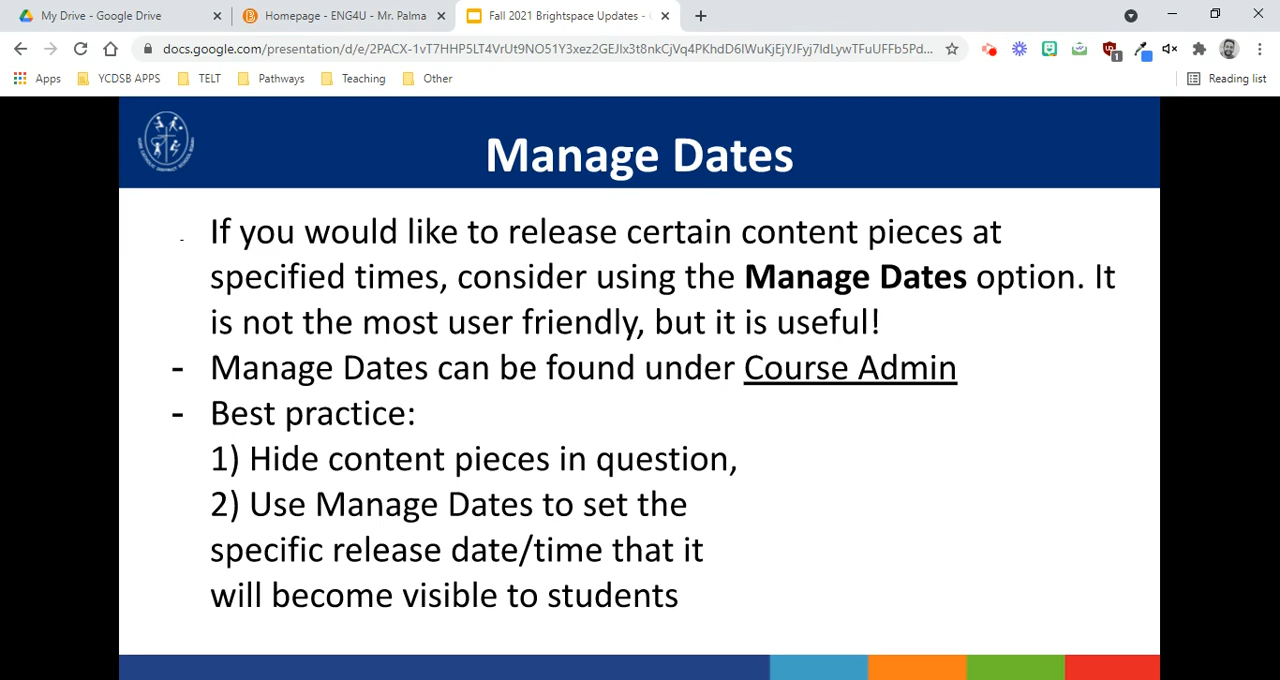 My Drive - Google Drive
Homepage - ENG4U - Mr. Palma
Fall 2021 Brightspace Updates -
docs.google.com/presentation/d/e/2PACX-1vT7HHP5LT4VrUt9NO51Y3xez2GEJIx3t8nkCjVq4PKhdD6IWuKjEjYJFyj7IdLywTFuUFFb5Pd...
1
Apps
YCDSB APPS
TELT
Pathways
Teaching
Other
Reading list
Manage Dates
- If you would like to release certain content pieces at
specified times, consider using the Manage Dates option. It
is not the most user friendly, but it is useful!
- Manage Dates can be found under Course Admin
- Best practice:
1) Hide content pieces in question,
2) Use Manage Dates to set the
specific release date/time that it
will become visible to students